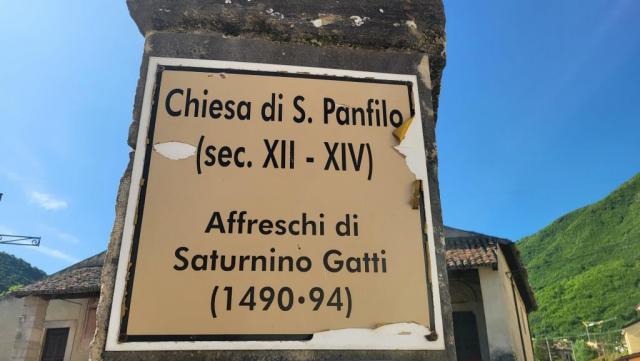 Chiesa di S. Panfilo
(sec. XII - XIV)
Affreschi di
Saturnino Gatti
(1490•94)